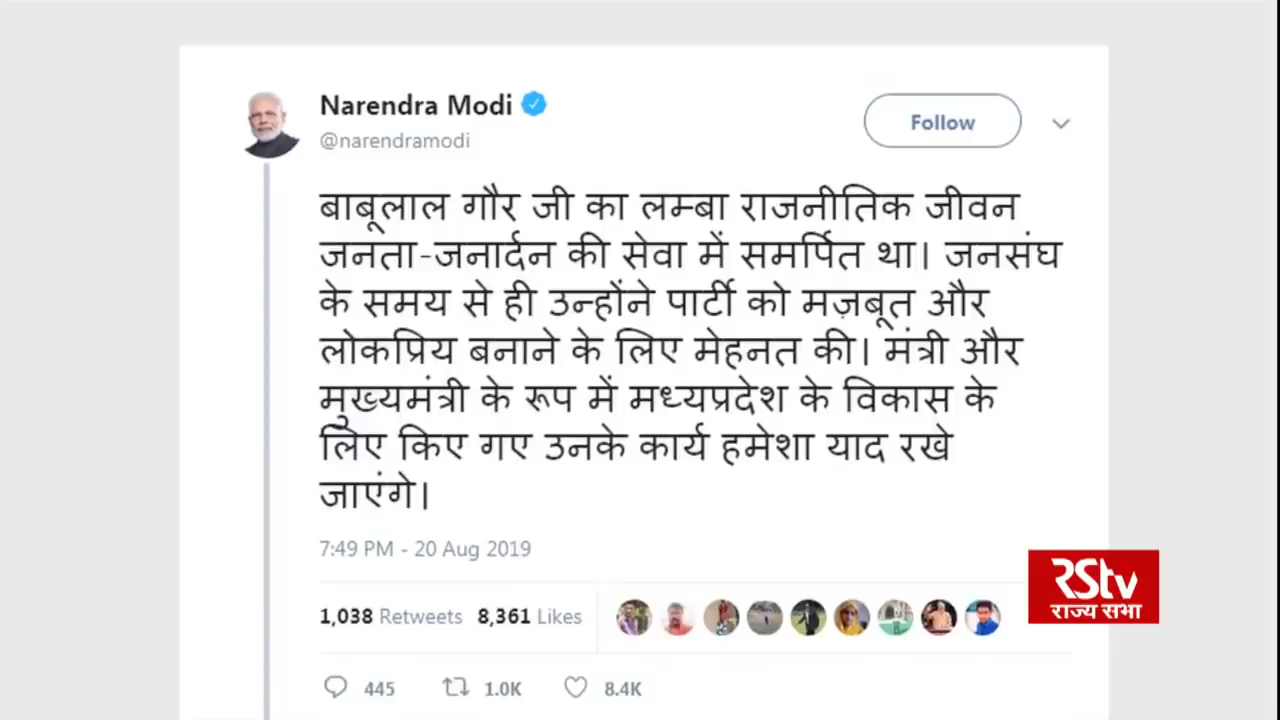 Narendra Modi
@narendramodi
Follow
बाबूलाल गौर जी का लम्बा राजनीतिक जीवन
जनता-जनार्दन की सेवा में समर्पित था। जनसंघ
के समय से ही उन्होंने पार्टी को मज़बूत और
लोकप्रिय बनाने के लिए मेहनत की। मंत्री और
मुख्यमंत्री के रूप में मध्यप्रदेश के विकास के
लिए किए गए उनके कार्य हमेशा याद रखे
जाएंगे।
7:49 PM - 20 Aug 2019
1,038 Retweets 8,361 Likes
445 1.0K 8.4K
RStv
राज्य सभा